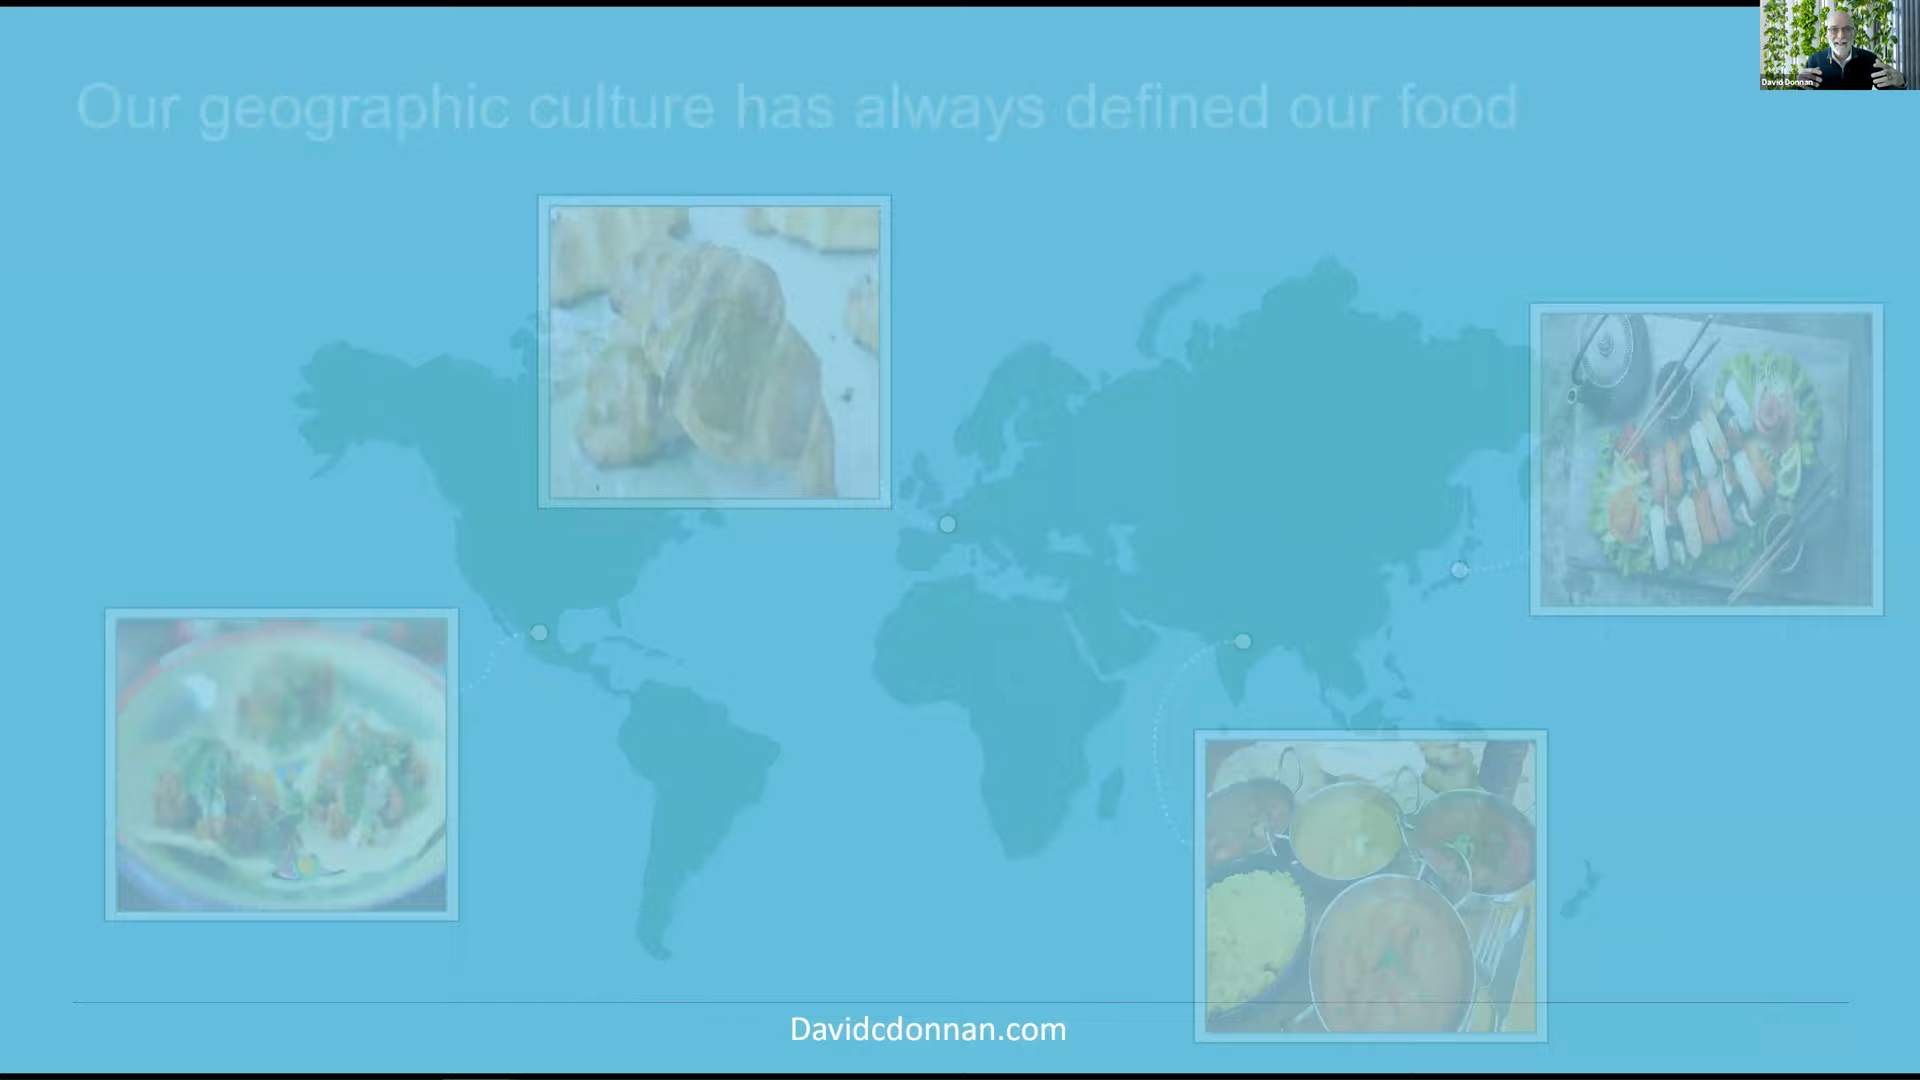 David Donnan
Our geographic culture has always defined our food
Davidcdonnan.com